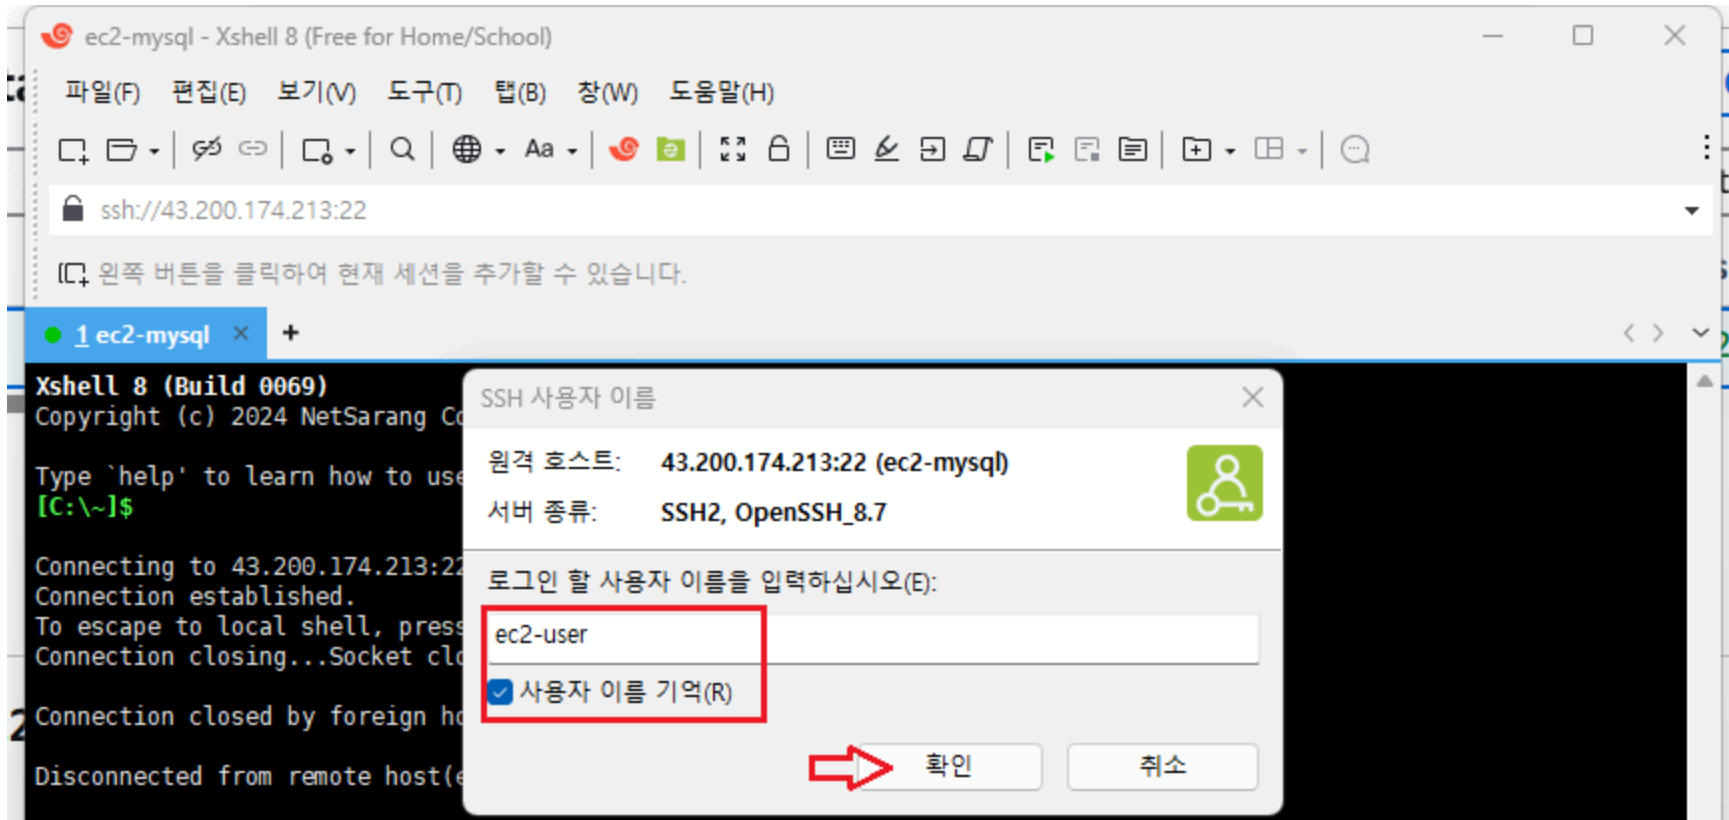 ec2-mysql - Xshell 8 (Free for Home/School)
파일(F) 편집(E) 보기(V) 도구(T) 탭(B) 창(W) 도움말(H)
Aa
ssh://43.200.174.213:22
왼쪽 버튼을 클릭하여 현재 세션을 추가할 수 있습니다.
1 ec2-mysql
Xshell 8 (Build 0069)
Copyright (c) 2024 NetSarang
Type `help' to learn how to use
[C:\~]$
Connecting to 43.200.174.213:22
Connection established.
To escape to local shell, press
Connection closing...Socket
Connection closed by foreign
Disconnected from remote
SSH 사용자 이름
원격 호스트: 43.200.174.213:22 (ec2-mysql)
서버 종류: SSH2, OpenSSH_8.7
로그인 할 사용자 이름을 입력하십시오(E):
ec2-user
사용자 이름 기억(R)
확인 취소